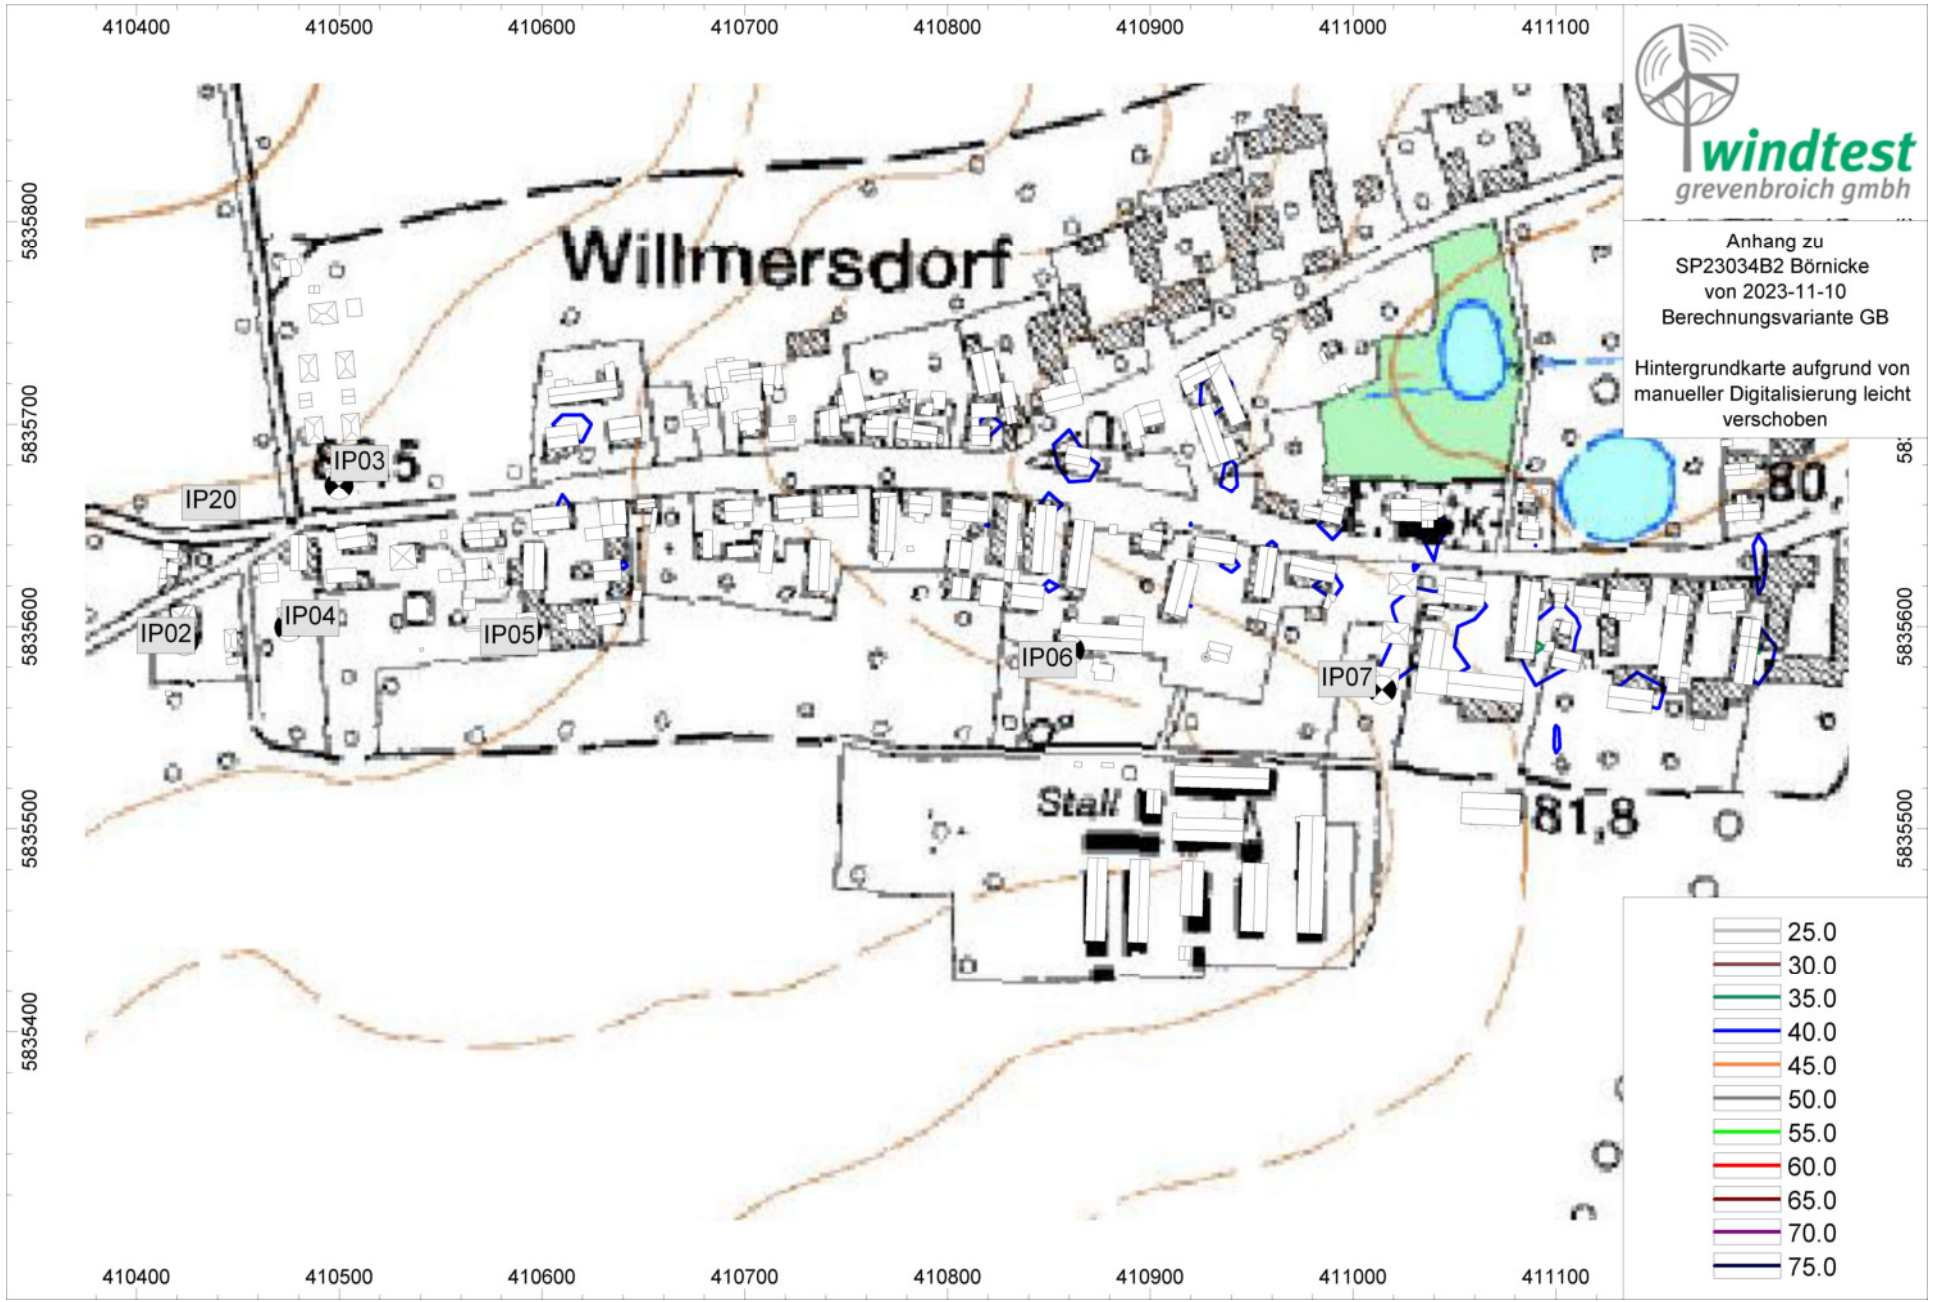 410400 410500 410600 410700 410800 410900 411000 411100
windtest
grevenbroich gmbh
Anhang zu
SP23034B2 Börnicke
von 2023-11-10
Berechnungsvariante GB
Hintergrundkarte aufgrund von
manueller Digitalisierung leicht
verschoben
5835800
5835700
5835600
5835500
5835400
Willmersdorf
IP03
IP20
IP04
IP02
IP05
IP06
IP07
80
K
Stall
81,8
5835600
5835500
25.0
30.0
35.0
40.0
45.0
50.0
55.0
60.0
65.0
70.0
75.0
410400 410500 410600 410700 410800 410900 411000 411100